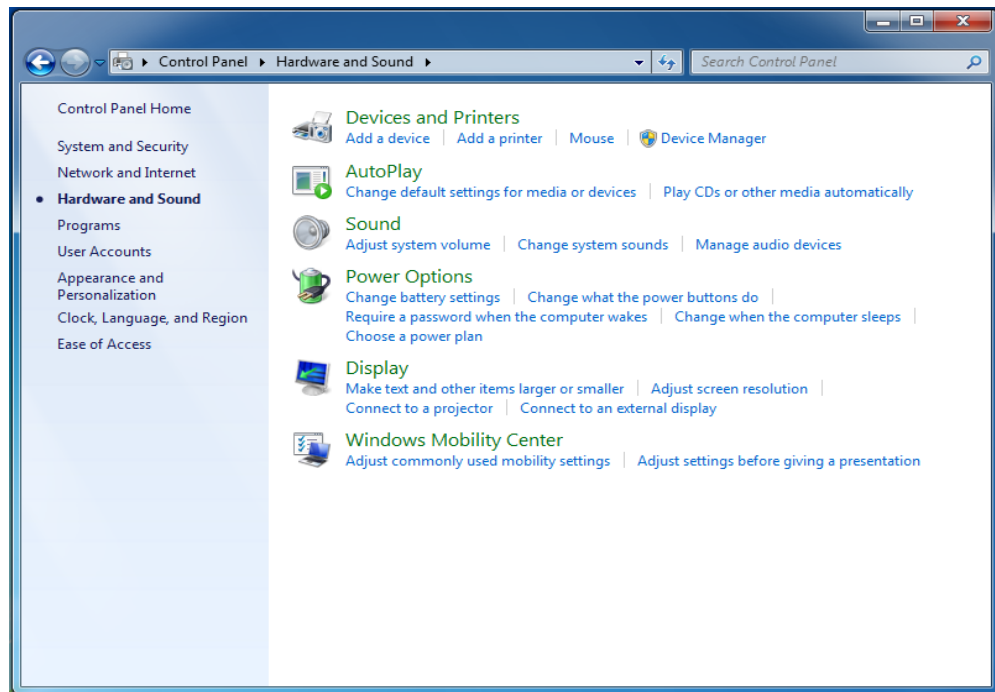 Control Panel Hardware and Sound Search Control Panel
Control Panel Home
System and Security
Network and Internet
Hardware and Sound
Programs
User Accounts
Appearance and
Personalization
Clock, Language, and Region
Ease of Access
Devices and Printers
Add a device Add a printer Mouse Device Manager
AutoPlay
Change default settings for media or devices Play CDs or other media automatically
Sound
Adjust system volume Change system sounds Manage audio devices
Power Options
Change battery settings Change what the power buttons do
Require a password when the computer wakes Change when the computer sleeps
Choose a power plan
Display
Make text and other items larger or smaller Adjust screen resolution
Connect to a projector Connect to an external display
Windows Mobility Center
Adjust commonly used mobility settings Adjust settings before giving a presentation